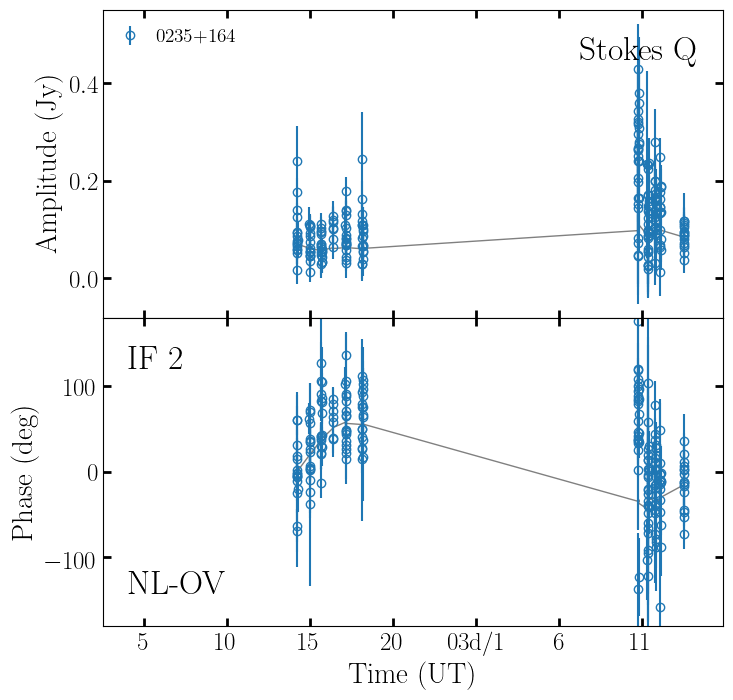 0235+164
Stokes Q
Amplitude (Jy)
0.4
0.2
0.0
IF 2
Phase (deg)
100
0
−100
NL-OV
5 10 15 20 03d/1 6 11
Time (UT)